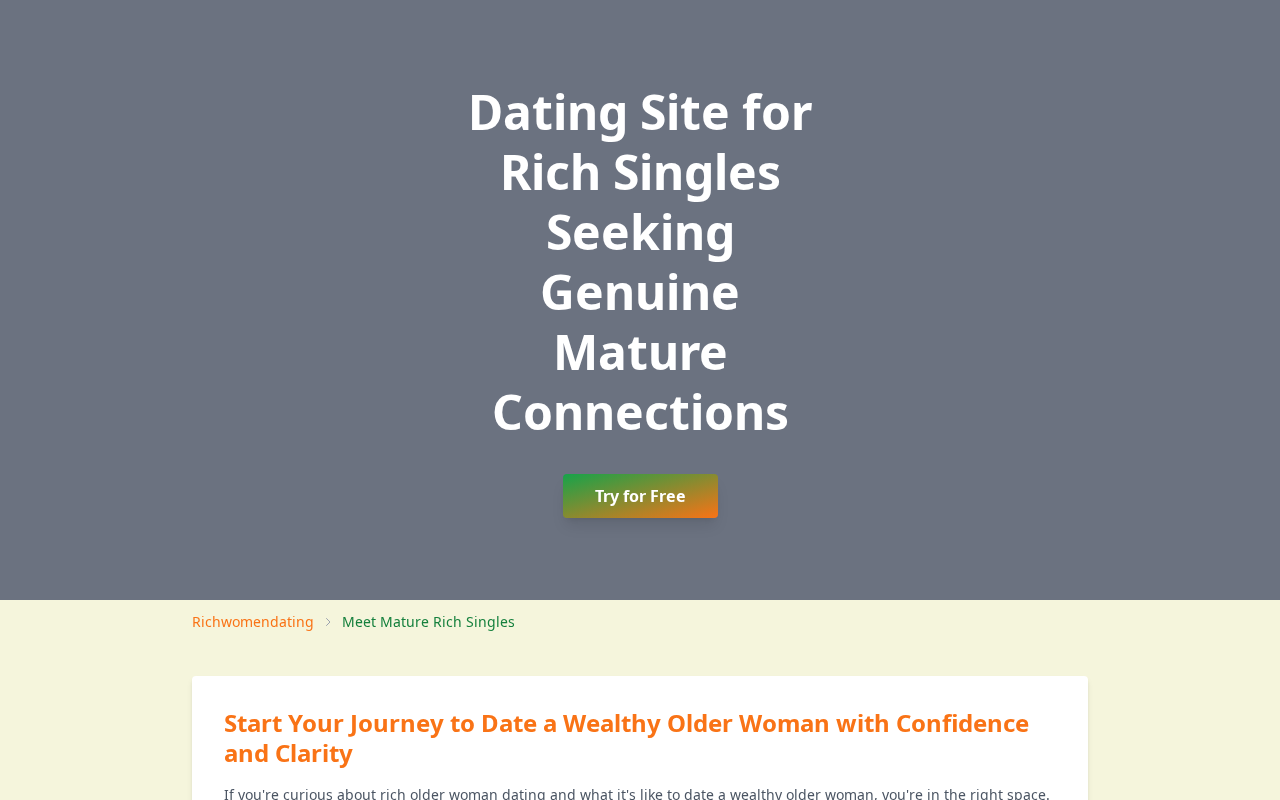 Dating Site for
Rich Singles
Seeking
Genuine
Mature
Connections
Try for Free
Richwomendating
Meet Mature Rich Singles
Start Your Journey to Date a Wealthy Older Woman with Confidence
and Clarity
If you're curious about rich older woman dating and what it's like to date a wealthy older woman, you're in the right space.